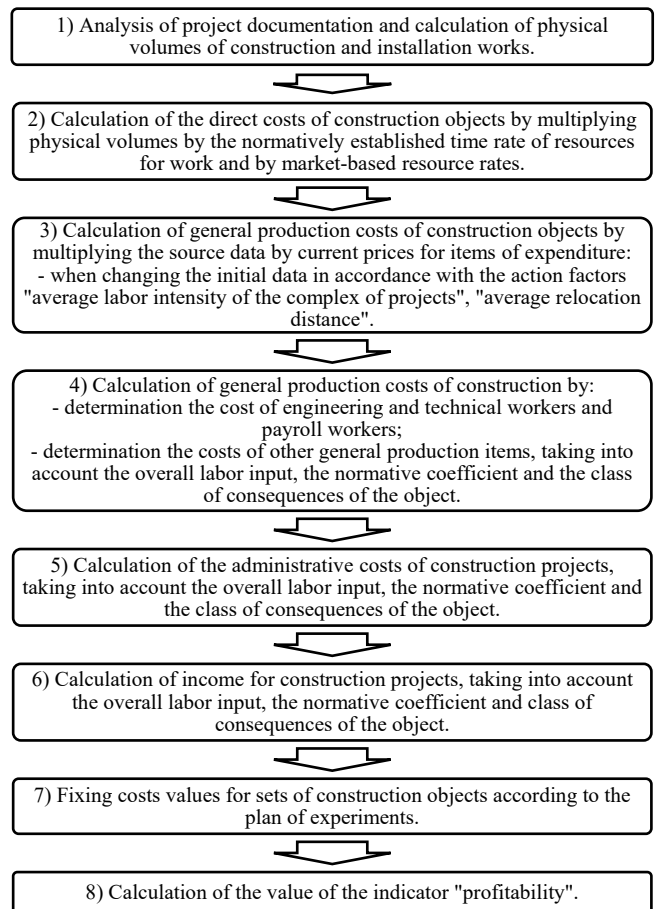 1) Analysis of project documentation and calculation of physical
volumes of construction and installation works.
2) Calculation of the direct costs of construction objects by multiplying
physical volumes by the normatively established time rate of resources
for work and by market-based resource rates.
3) Calculation of general production costs of construction objects by
multiplying the source data by current prices for items of expenditure:
- when changing the initial data in accordance with the action factors
"average labor intensity of the complex of projects", "average relocation
distance".
4) Calculation of general production costs of construction by:
- determination the cost of engineering and technical workers and
payroll workers;
- determination the costs of other general production items, taking into
account the overall labor input, the normative coefficient and the class
of consequences of the object.
5) Calculation of the administrative costs of construction projects,
taking into account the overall labor input, the normative coefficient and
the class of consequences of the object.
6) Calculation of income for construction projects, taking into account
the overall labor input, the normative coefficient and class of
consequences of the object.
7) Fixing costs values for sets of construction objects according to the
plan of experiments.
8) Calculation of the value of the indicator "profitability".